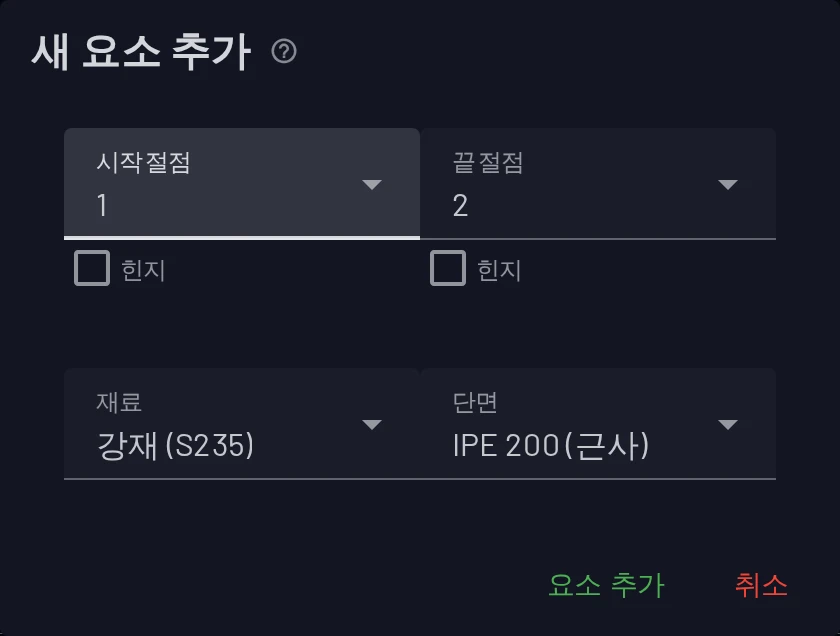 새 요소 추가
시작절점
1
끝절점
2
힌지
힌지
재료
강재 (S235)
단면
IPE 200 (근사)
요소 추가
취소